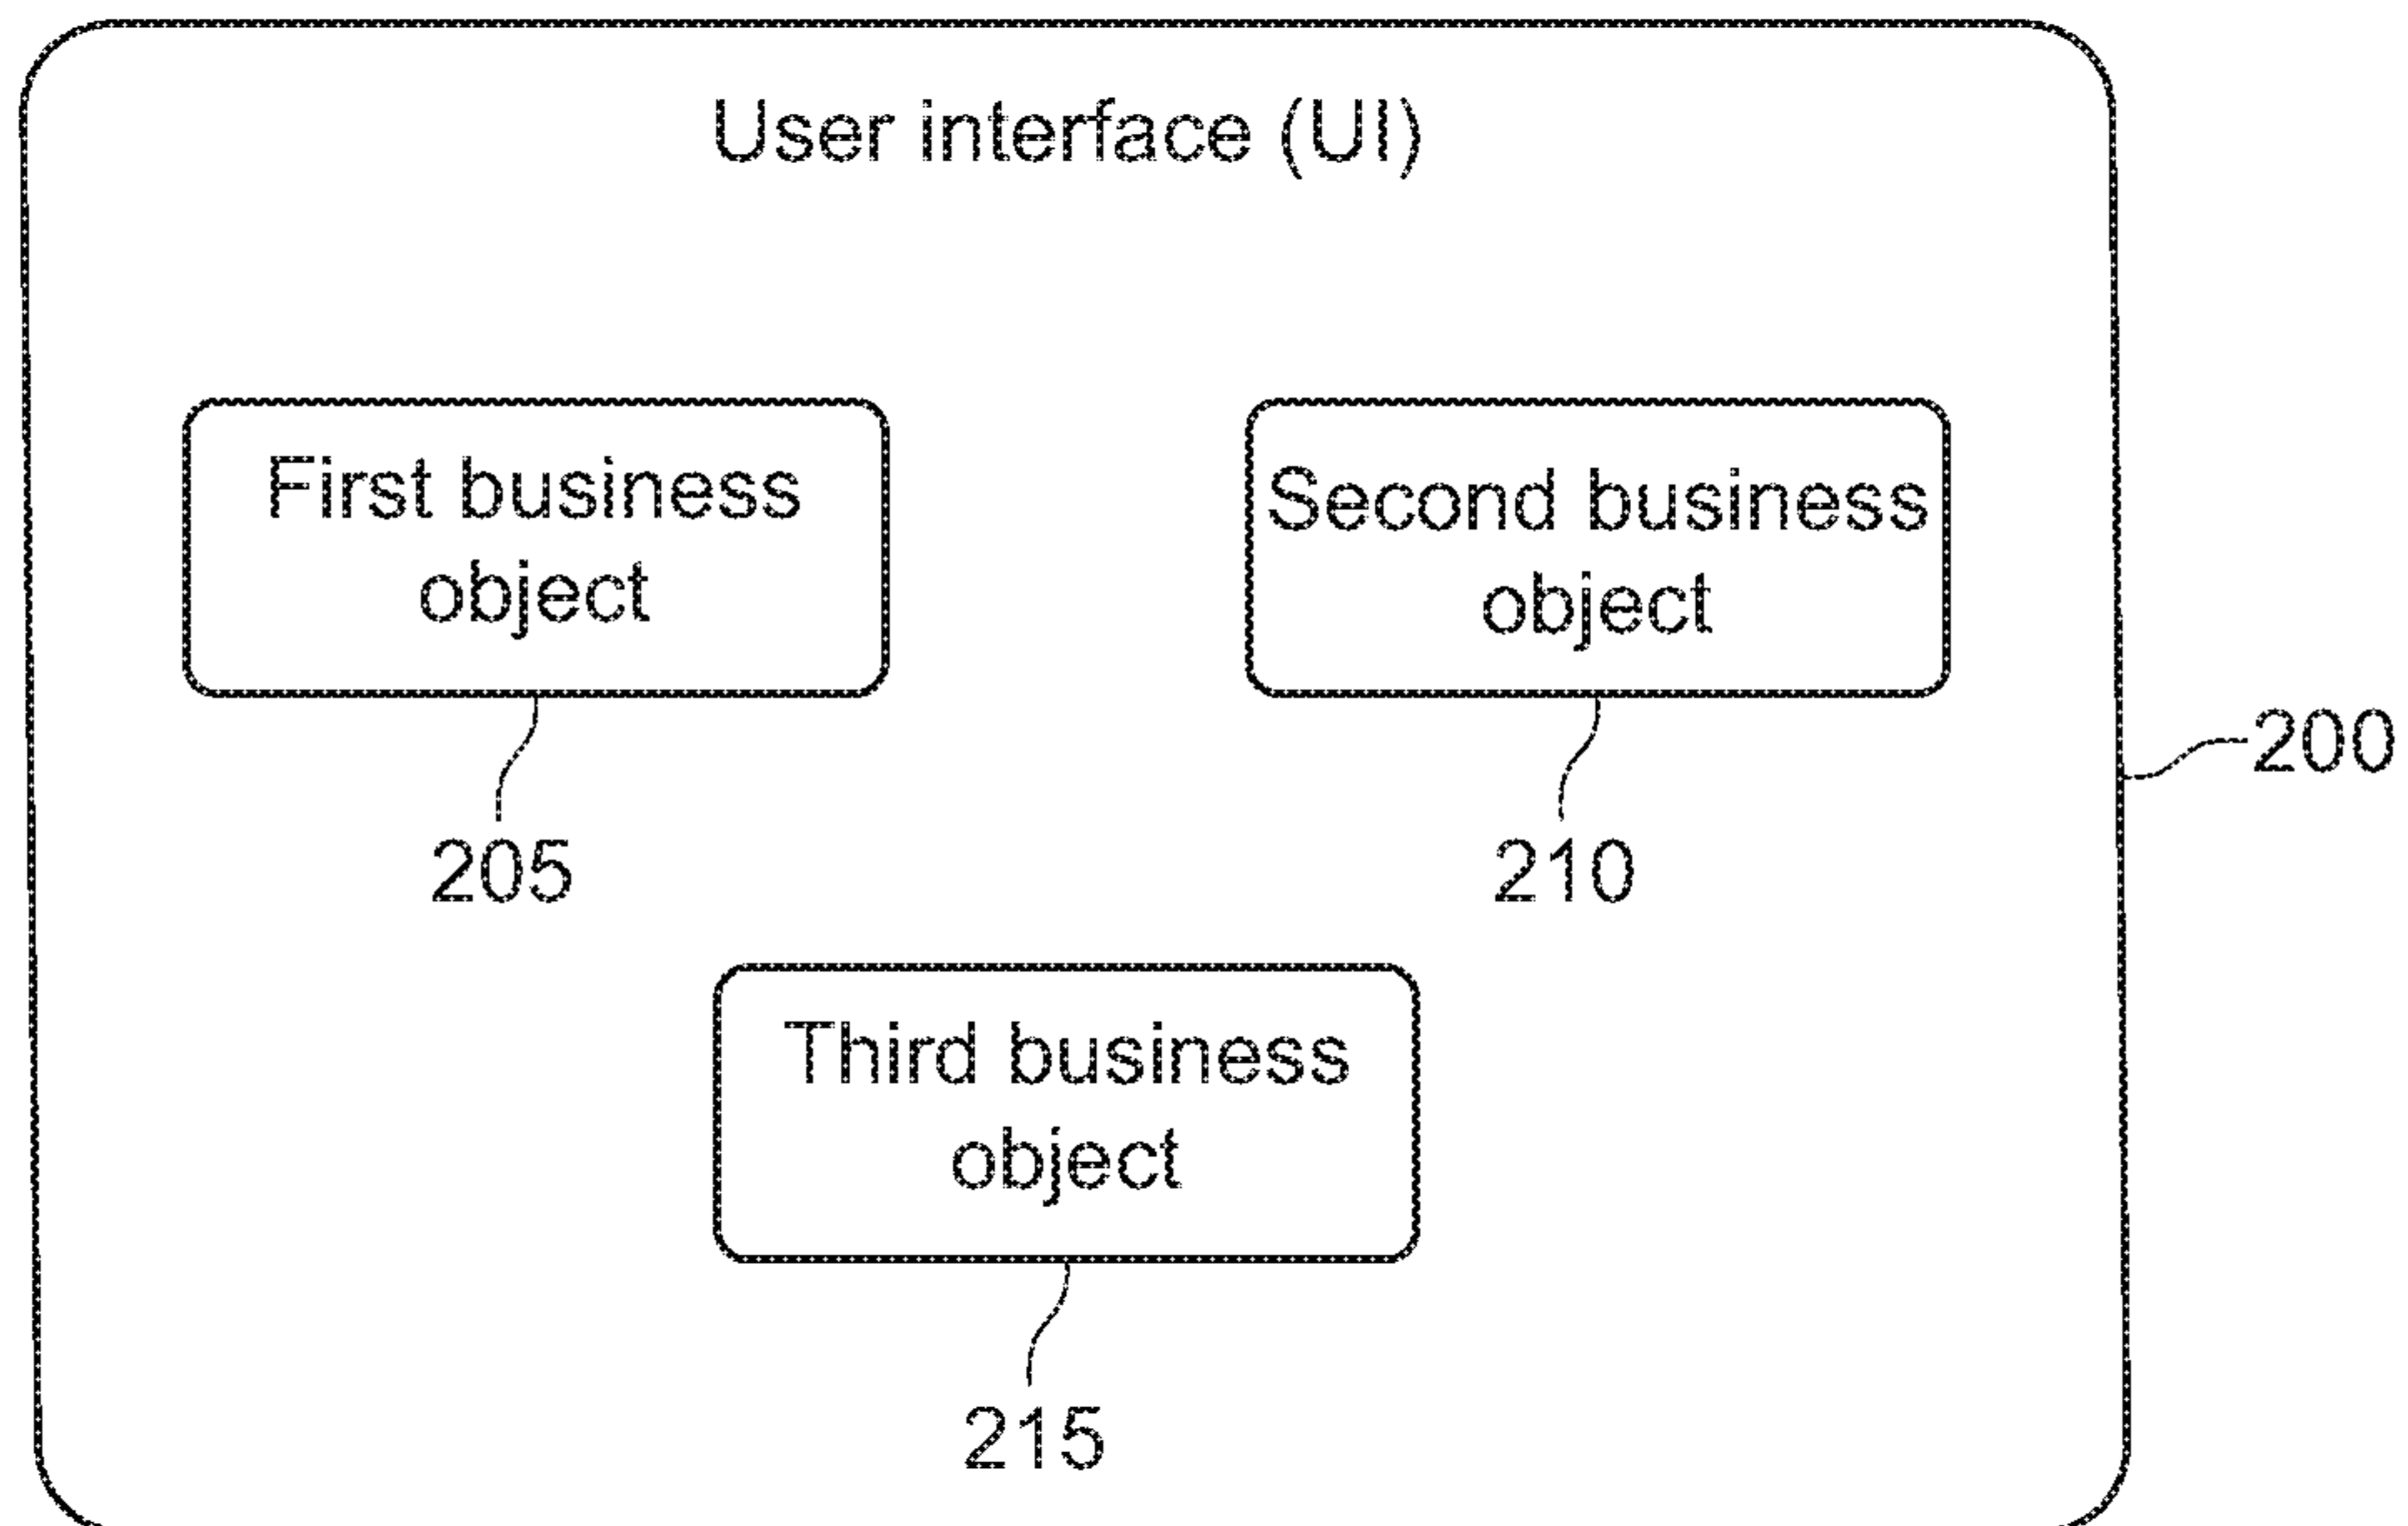 User interface (UI)
First business
object
Second business
object
200
205
210
Third business
object
215